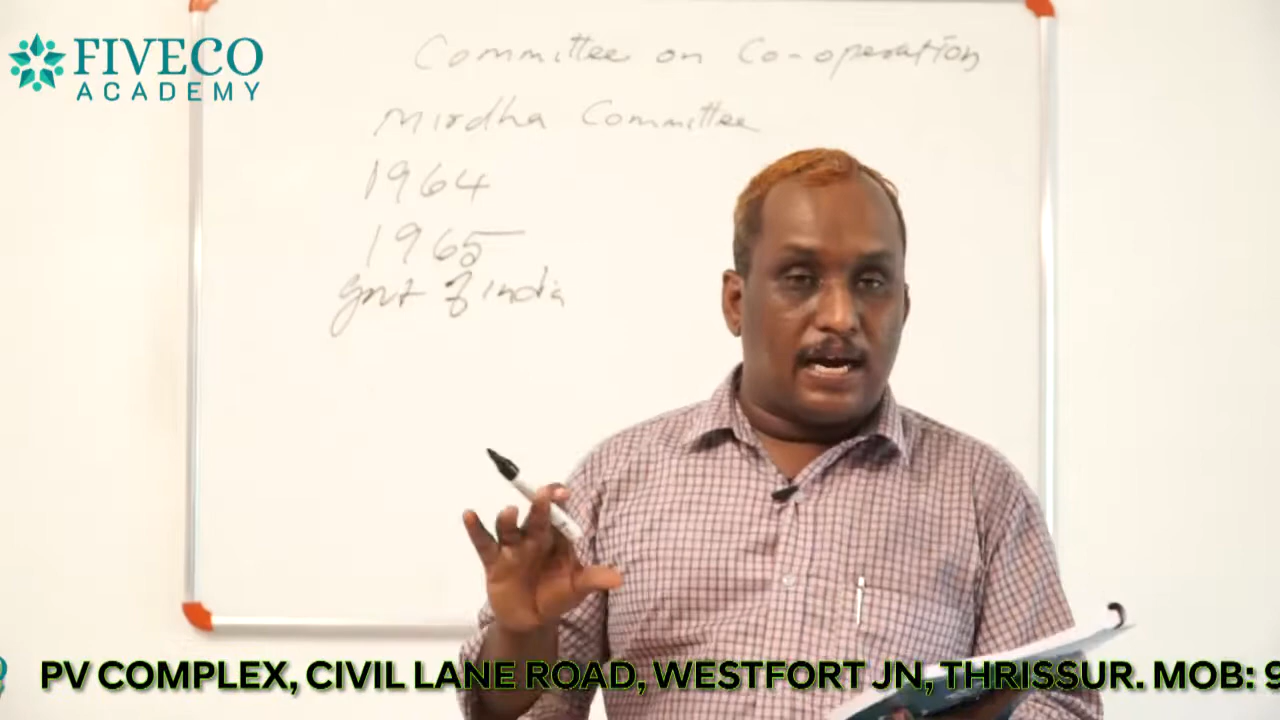 FIVECO
ACADEMY
Committee on Co-operation
Mirdha Committee
1964
1965
Govt of India
PV COMPLEX, CIVIL LANE ROAD, WESTFORT JN, THRISSUR. MOB: 9